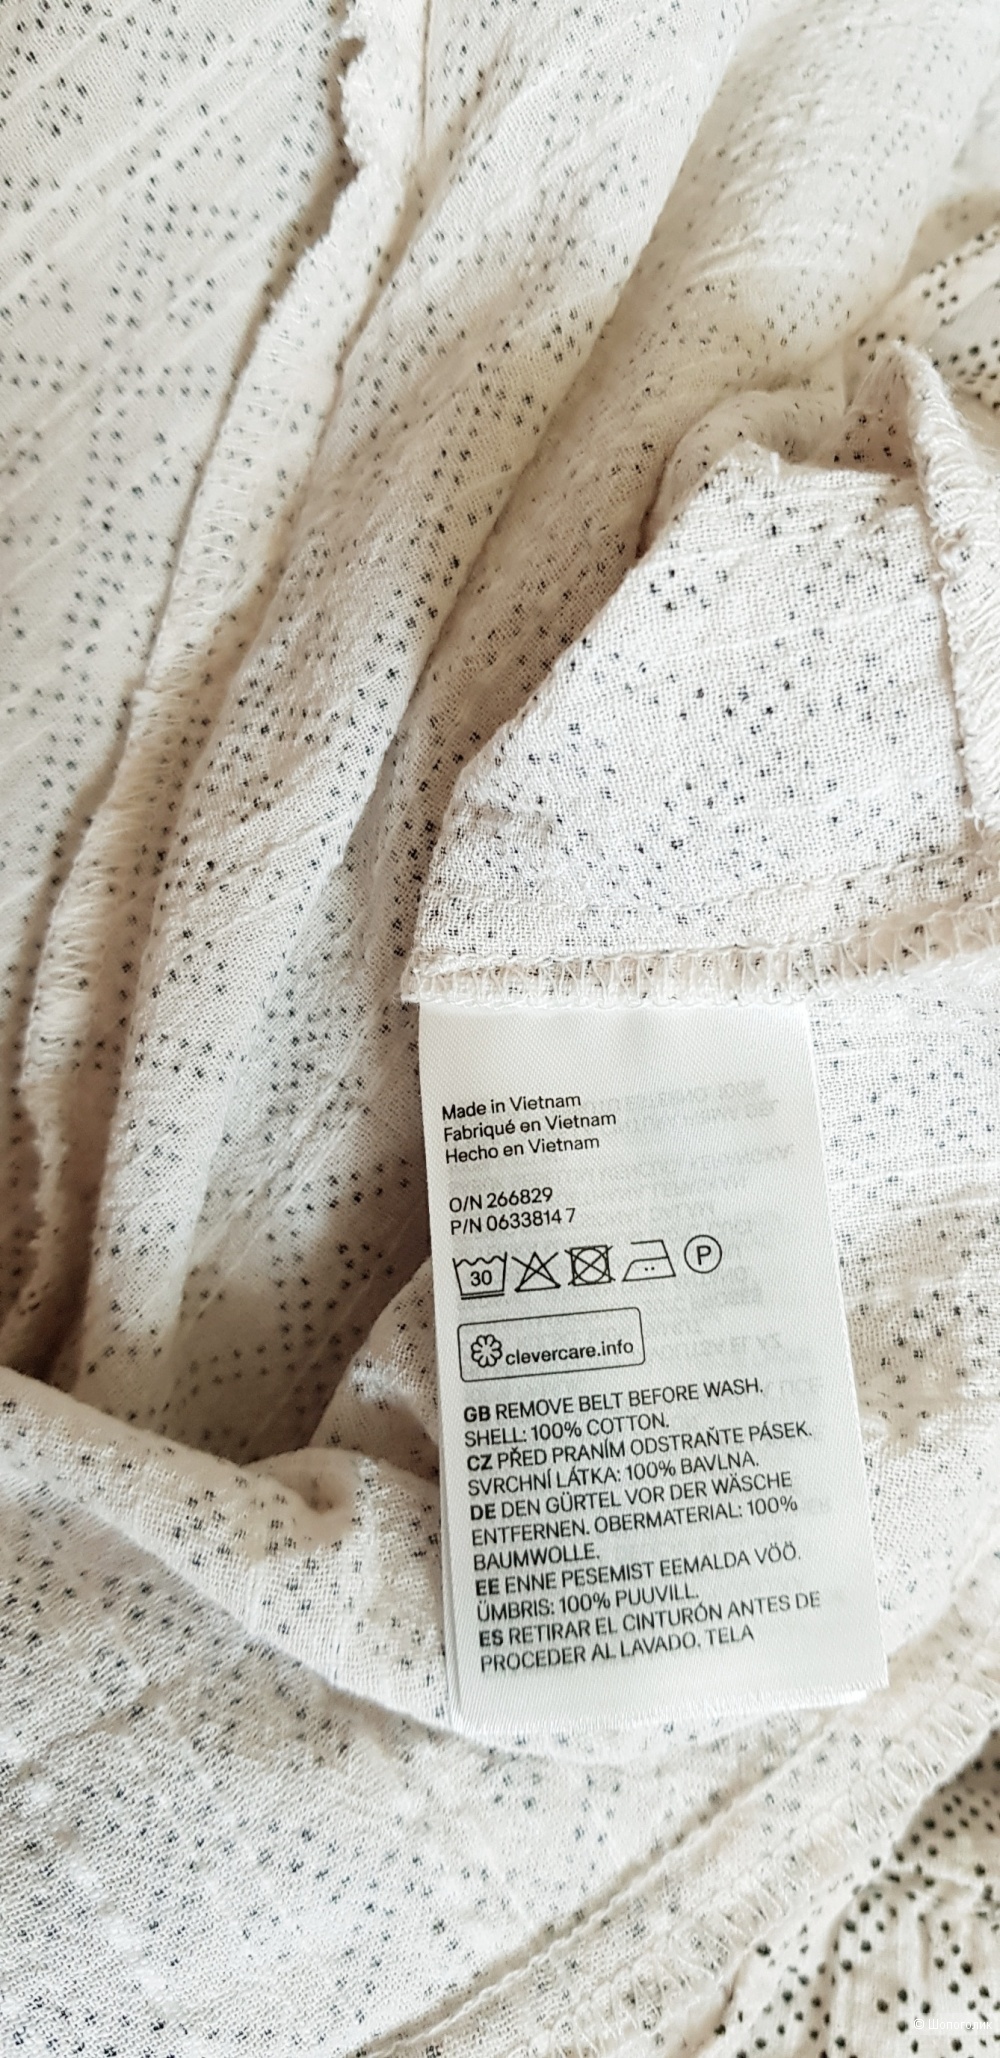 Made in Vietnam
Fabriqué en Vietnam
Hecho en Vietnam
O/N 266829
P/N 0633814 7
30
P
clevercare.info
GB REMOVE BELT BEFORE WASH.
SHELL: 100% COTTON.
CZ PŘED PRANÍM ODSTRAŇTE PÁSEK.
SVRCHNÍ LÁTKA: 100% BAVLNA.
DE DEN GÜRTEL VOR DER WÄSCHE
ENTFERNEN. OBERMATERIAL: 100%
BAUMWOLLE.
EE ENNE PESEMIST EEMALDA VÖÖ.
ÜMBRIS: 100% PUUVILL.
ES RETIRAR EL CINTURÓN ANTES DE
PROCEDER AL LAVADO. TELA
© Шопоголик